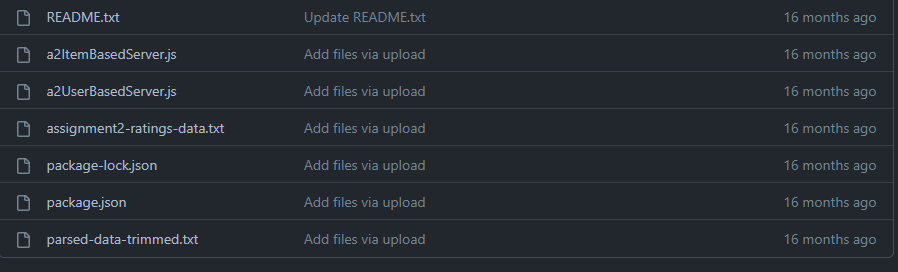 README.txt Update README.txt 16 months ago
a2ItemBasedServer.js Add files via upload 16 months ago
a2UserBasedServer.js Add files via upload 16 months ago
assignment2-ratings-data.txt Add files via upload 16 months ago
package-lock.json Add files via upload 16 months ago
package.json Add files via upload 16 months ago
parsed-data-trimmed.txt Add files via upload 16 months ago